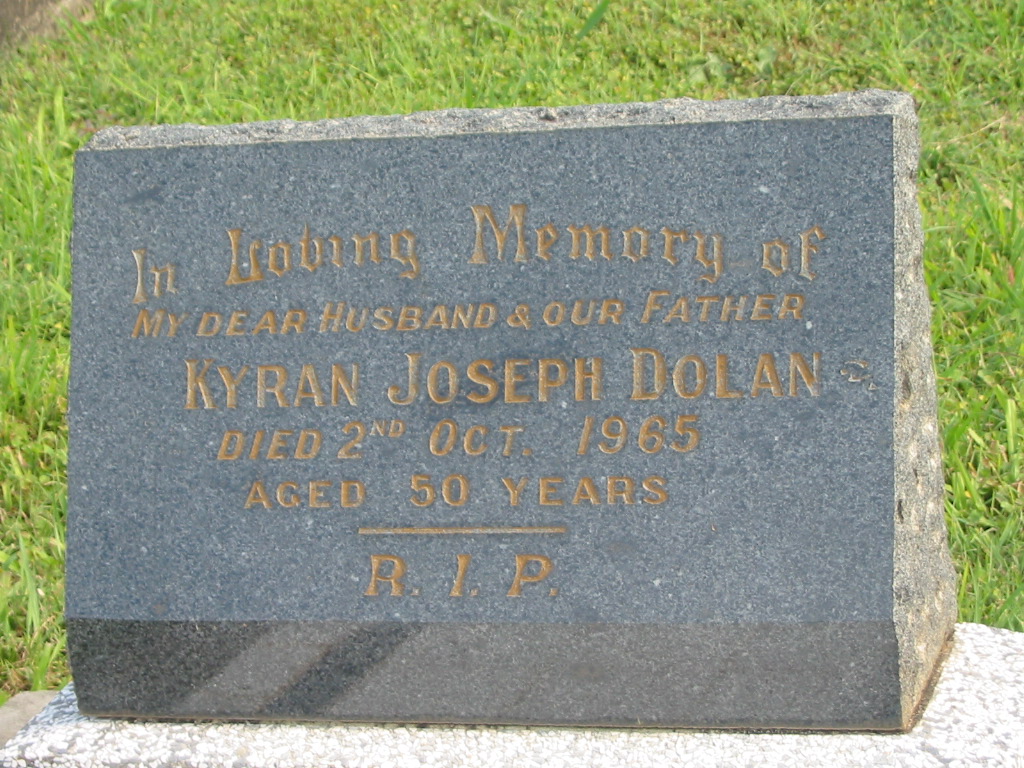 In Loving Memory of
MY DEAR HUSBAND & OUR FATHER
KYRAN JOSEPH DOLAN
DIED 2ND OCT. 1965
AGED 50 YEARS
R. I. P.